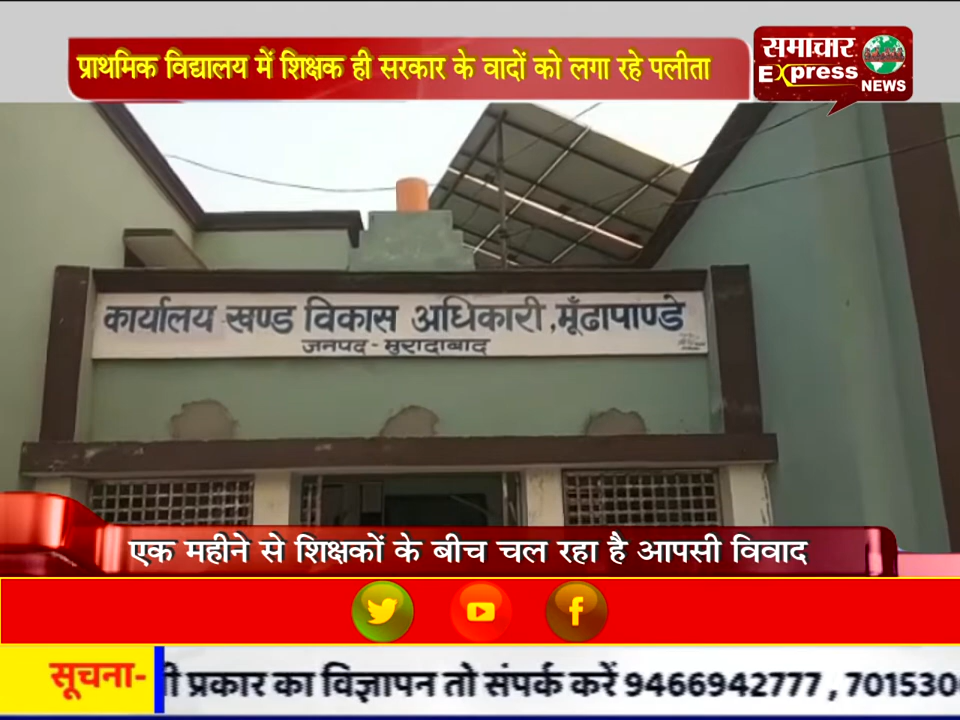 प्राथमिक विद्यालय में शिक्षक ही सरकार के वादों को लगा रहे पलीता
समाचार
Express
NEWS
कार्यालय खण्ड विकास अधिकारी, मूँढापाण्डे
जनपद - मुरादाबाद
एक महीने से शिक्षकों के बीच चल रहा है आपसी विवाद
सूचना- ी प्रकार का विज्ञापन तो संपर्क करें 9466942777 , 7015300